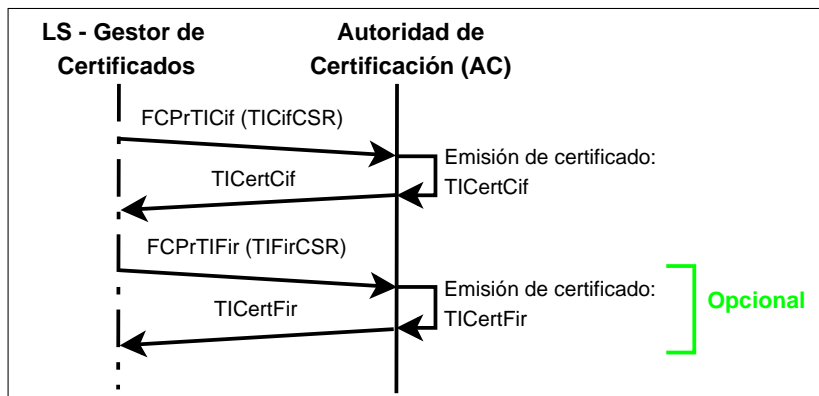 LS - Gestor de
Certificados
Autoridad de
Certificación (AC)
FCPrTICif (TICifCSR)
Emisión de certificado:
TICertCif
TICertCif
FCPrTIFir (TIFirCSR)
Emisión de certificado:
TICertFir
TICertFir
Opcional